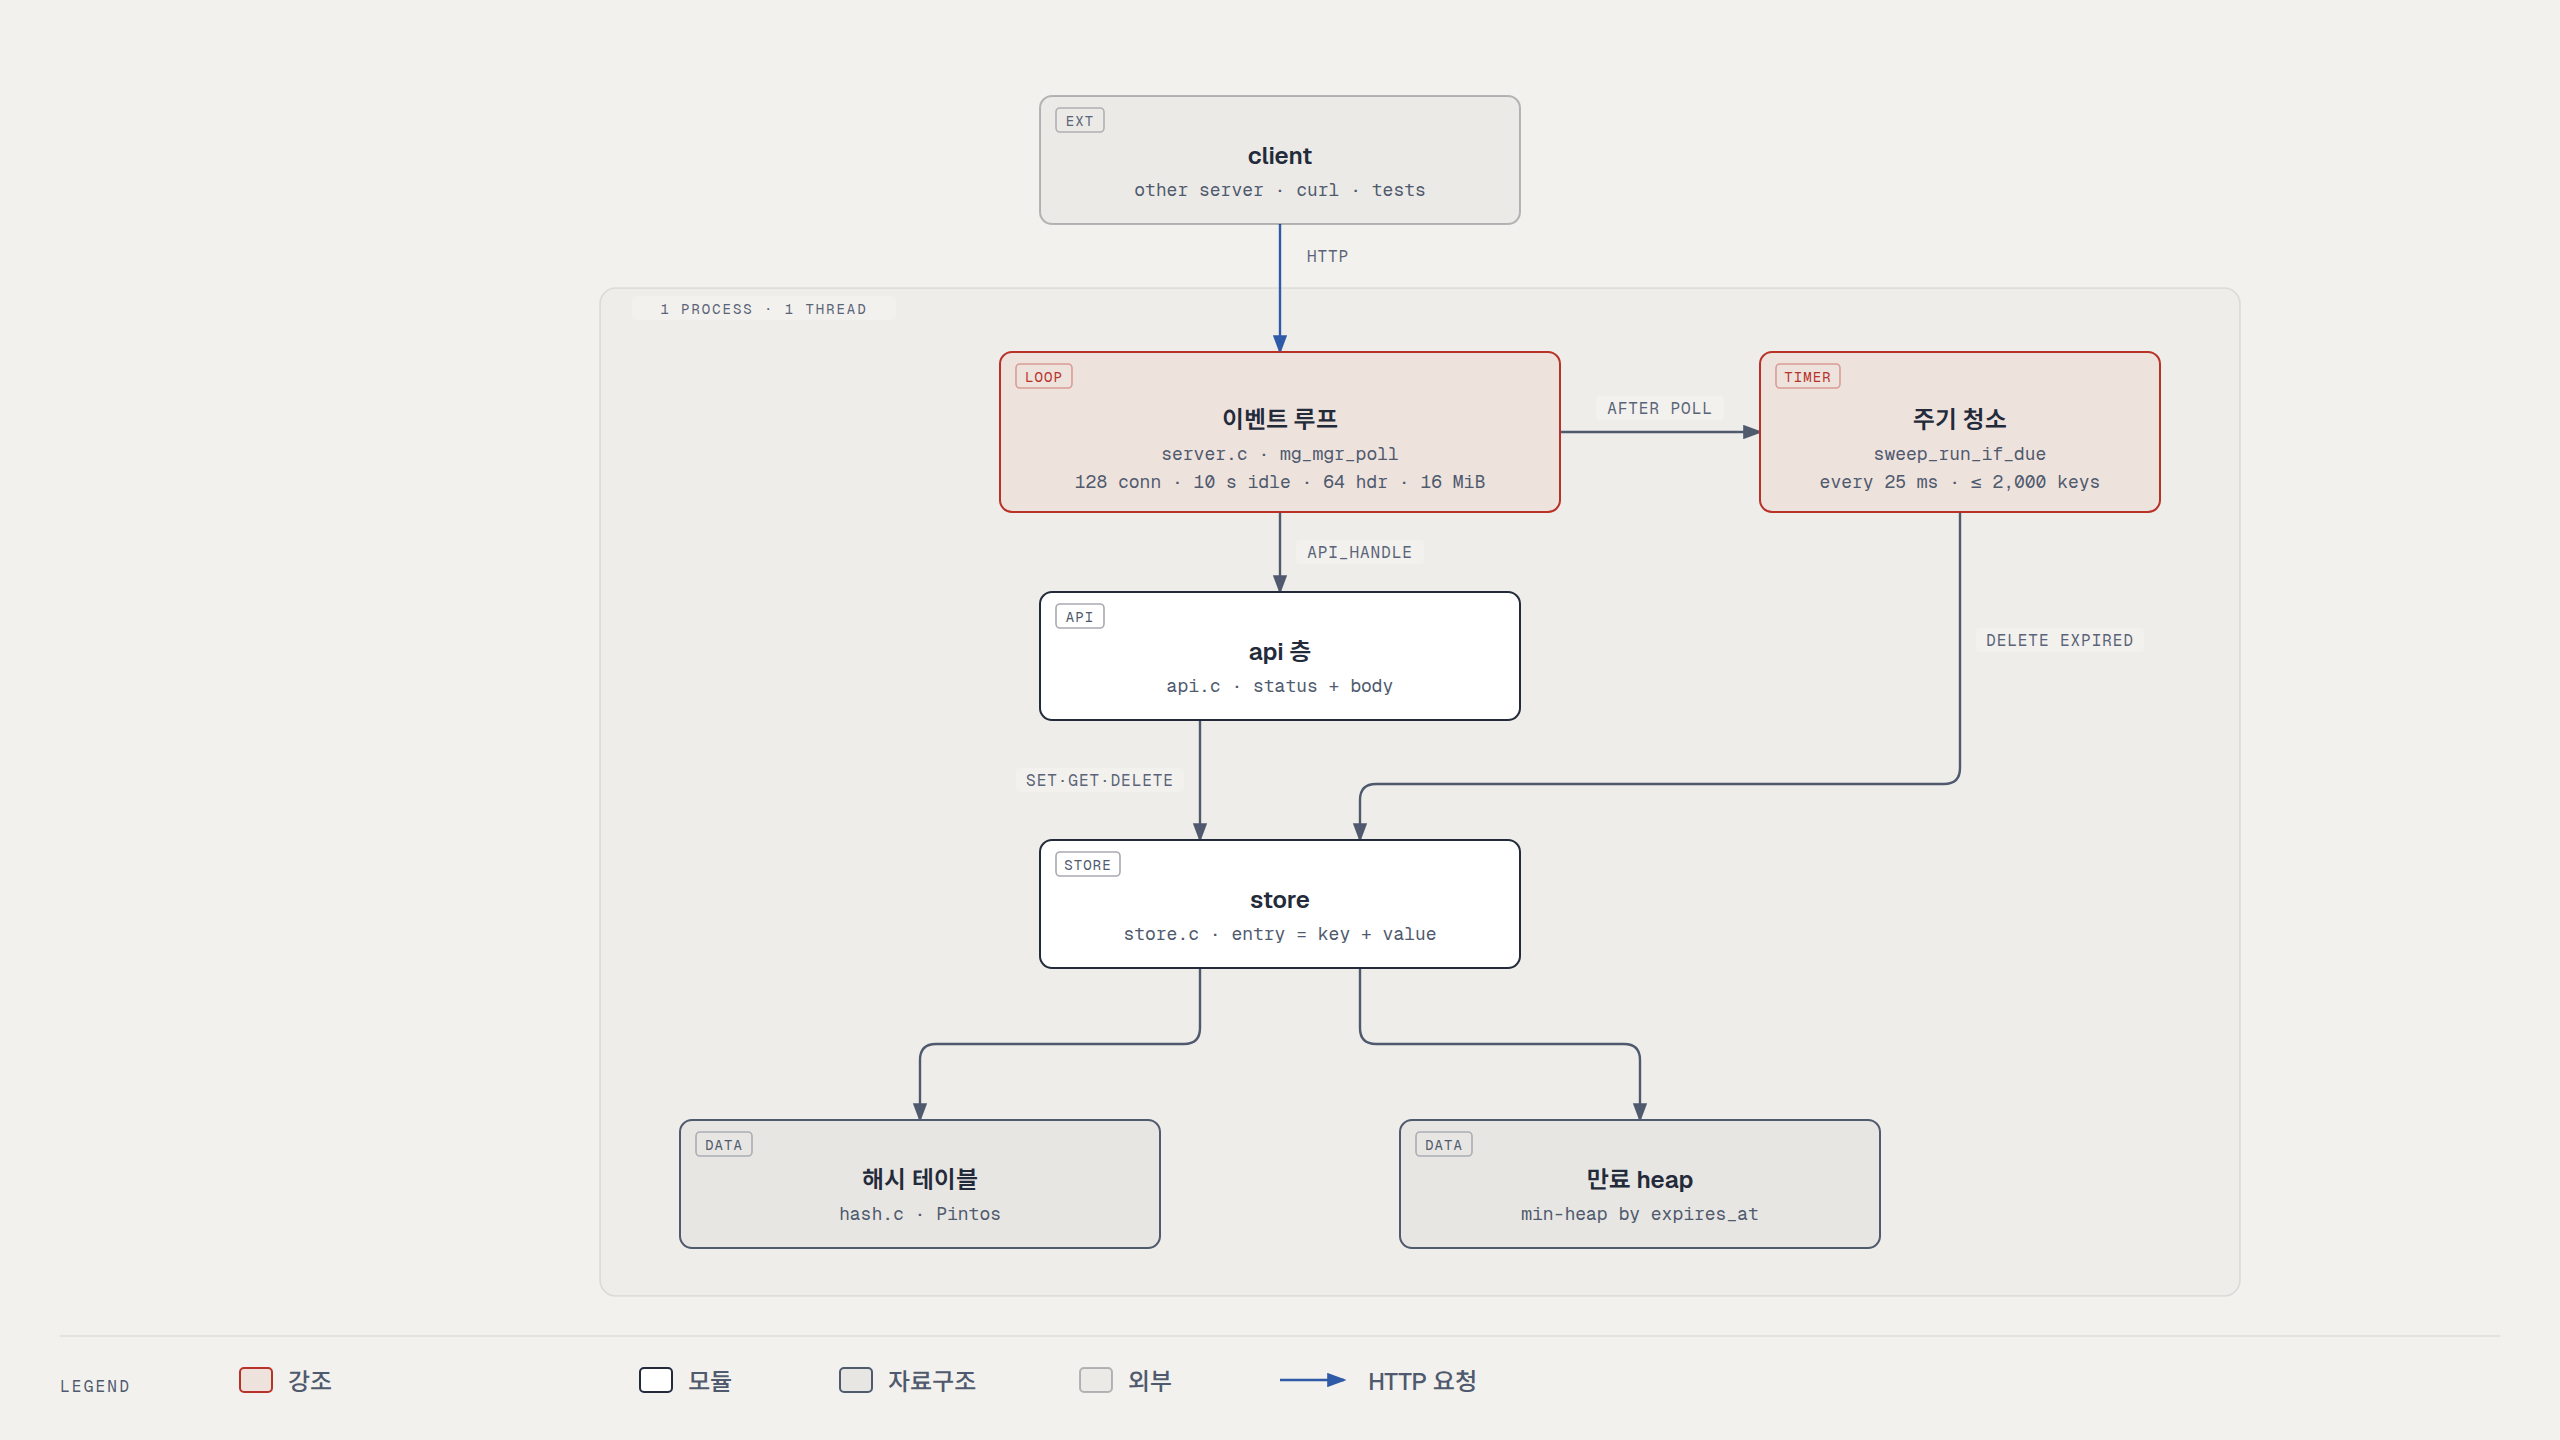 EXT
client
other server · curl · tests
HTTP
1 PROCESS · 1 THREAD
LOOP
이벤트 루프
server.c · mg_mgr_poll
128 conn · 10 s idle · 64 hdr · 16 MiB
AFTER POLL
TIMER
주기 청소
sweep_run_if_due
every 25 ms · ≤ 2,000 keys
API_HANDLE
API
api 층
api.c · status + body
DELETE EXPIRED
SET·GET·DELETE
STORE
store
store.c · entry = key + value
DATA
해시 테이블
hash.c · Pintos
DATA
만료 heap
min-heap by expires_at
LEGEND
강조
모듈
자료구조
외부
HTTP 요청